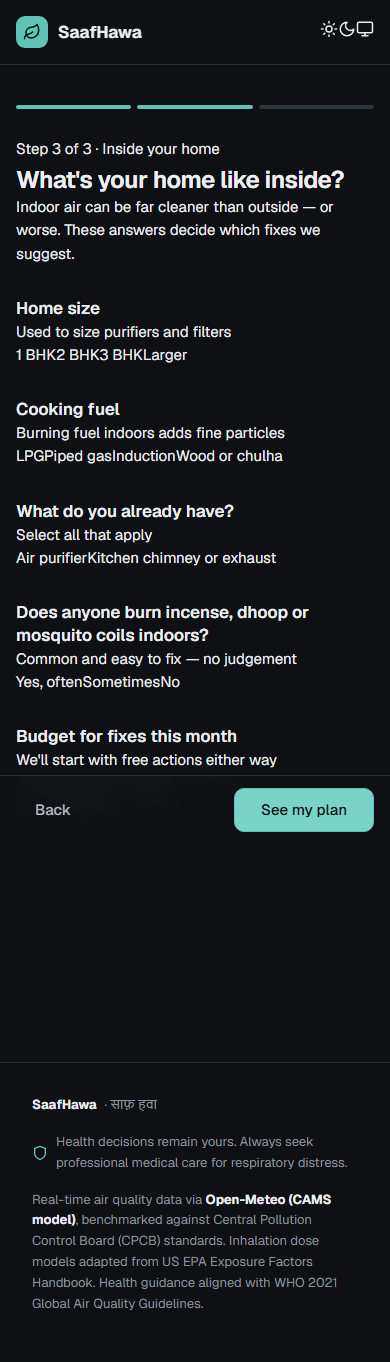 SaafHawa
Step 3 of 3 · Inside your home
What's your home like inside?
Indoor air can be far cleaner than outside — or
worse. These answers decide which fixes we
suggest.
Home size
Used to size purifiers and filters
1 BHK2 BHK3 BHKLarger
Cooking fuel
Burning fuel indoors adds fine particles
LPGPiped gasInductionWood or chulha
What do you already have?
Select all that apply
Air purifierKitchen chimney or exhaust
Does anyone burn incense, dhoop or
mosquito coils indoors?
Common and easy to fix — no judgement
Yes, oftenSometimesNo
Budget for fixes this month
We'll start with free actions either way
Back See my plan
SaafHawa · साफ़ हवा
Health decisions remain yours. Always seek
professional medical care for respiratory distress.
Real-time air quality data via Open-Meteo (CAMS
model), benchmarked against Central Pollution
Control Board (CPCB) standards. Inhalation dose
models adapted from US EPA Exposure Factors
Handbook. Health guidance aligned with WHO 2021
Global Air Quality Guidelines.